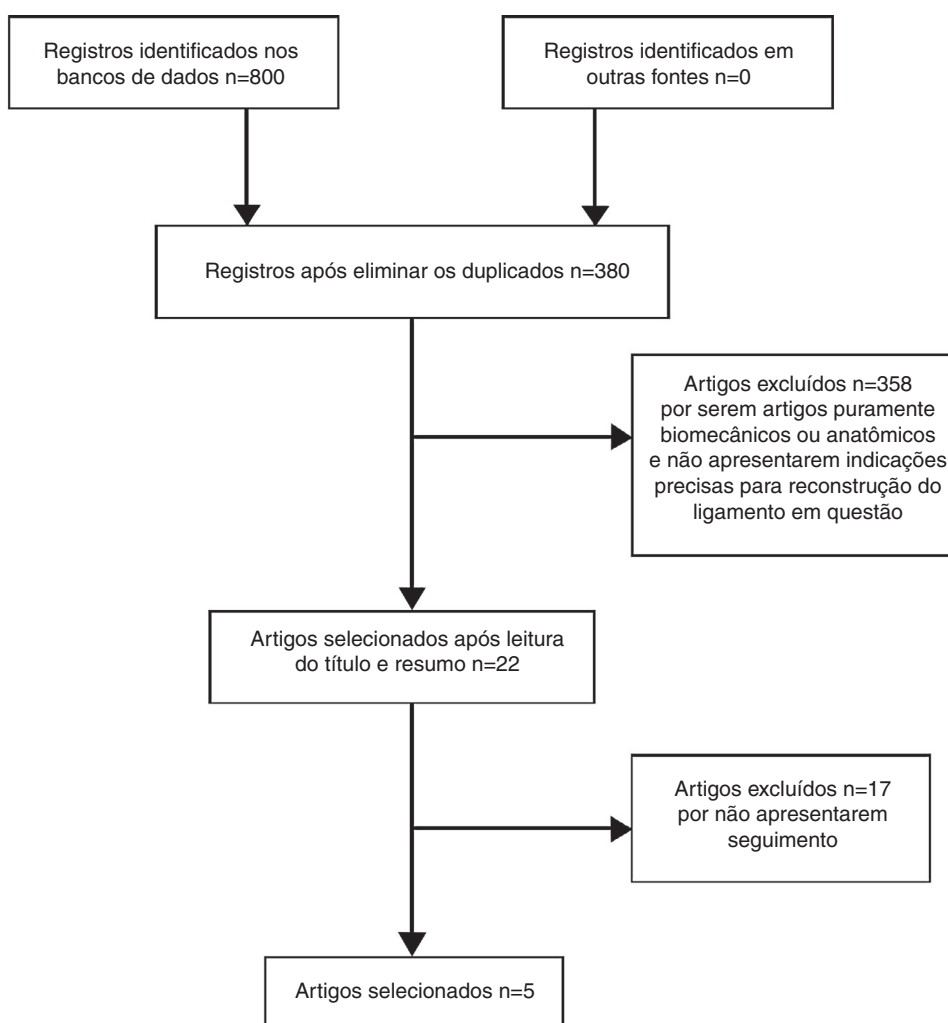 Registros identificados nos
bancos de dados n=800
Registros identificados em
outras fontes n=0
Registros após eliminar os duplicados n=380
Artigos excluídos n=358
por serem artigos puramente
biomecânicos ou anatômicos
e não apresentarem indicações
precisas para reconstrução do
ligamento em questão
Artigos selecionados após leitura
do título e resumo n=22
Artigos excluídos n=17
por não apresentarem
seguimento
Artigos selecionados n=5